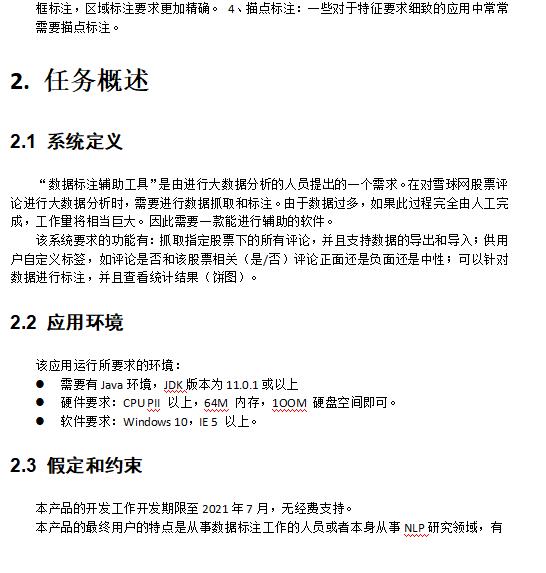 框标注，区域标注要求更加精确。 4、描点标注：一些对于特征要求细致的应用中常常
需要描点标注。
2. 任务概述
2.1 系统定义
“数据标注辅助工具”是由进行大数据分析的人员提出的一个需求。在对雪球网股票评
论进行大数据分析时，需要进行数据抓取和标注。由于数据过多，如果此过程完全由人工完
成，工作量将相当巨大。因此需要一款能进行辅助的软件。
该系统要求的功能有：抓取指定股票下的所有评论，并且支持数据的导出和导入；供用
户自定义标签，如评论是否和该股票相关（是/否）评论正面还是负面还是中性；可以针对
数据进行标注，并且查看统计结果（饼图）。
2.2 应用环境
该应用运行所要求的环境：
● 需要有 Java 环境，JDK 版本为 11.0.1 或以上
● 硬件要求：CPU PII 以上，64M 内存，1OOM 硬盘空间即可。
● 软件要求：Windows 10，IE 5 以上。
2.3 假定和约束
本产品的开发工作开发期限至 2021 年 7 月，无经费支持。
本产品的最终用户的特点是从事数据标注工作的人员或者本身从事 NLP 研究领域，有